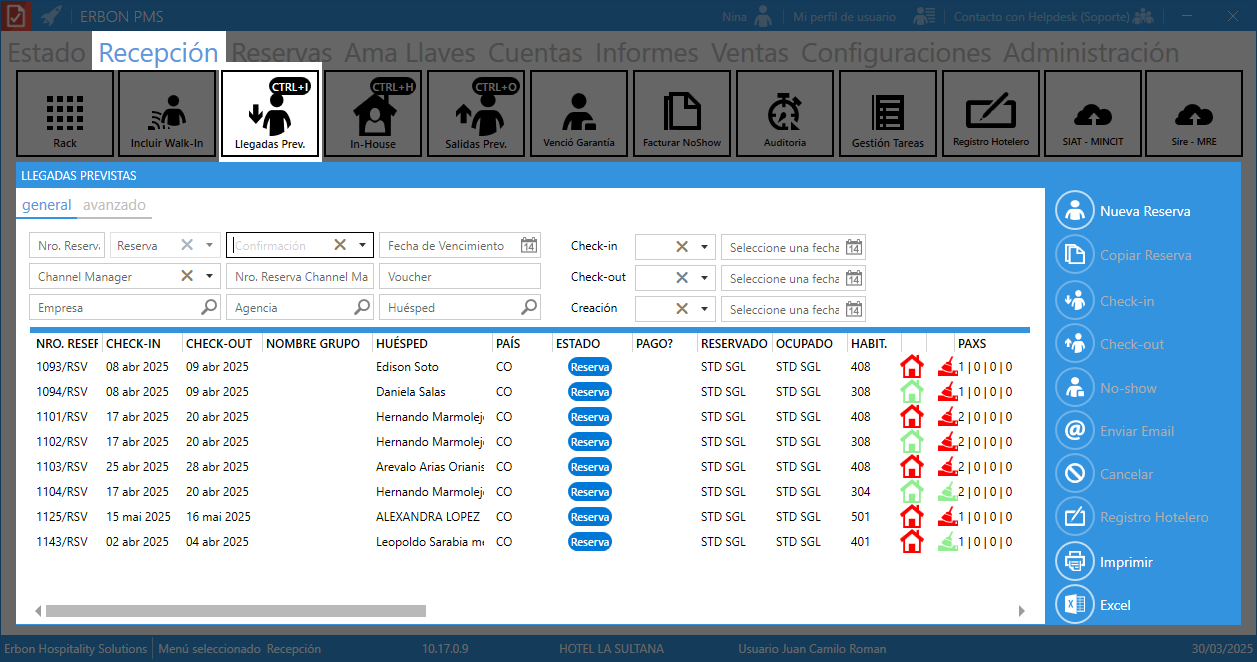 ERBON PMS Nina Mi perfil de usuario Contacto con Helpdesk (Soporte)
Estado Recepción Reservas Ama Llaves Cuentas Informes Ventas Configuraciones Administración
CTRL+I CTRL+H CTRL+O
Rack Incluir Walk-In Llegadas Prev. In-House Salidas Prev. Venció Garantía Facturar NoShow Auditoria Gestión Tareas Registro Hotelero SIAT - MINCIT Sire - MRE
LLEGADAS PREVISTAS
general avanzado
Nro. Reserva Reserva Confirmación Fecha de Vencimiento 14 Check-in Seleccione una fecha 14
Channel Manager Nro. Reserva Channel Ma Voucher Check-out Seleccione una fecha 14
Empresa Agencia Huésped Creación Seleccione una fecha 14
NRO. RESER CHECK-IN CHECK-OUT NOMBRE GRUPO HUÉSPED PAÍS ESTADO PAGO? RESERVADO OCUPADO HABIT. PAXS
1093/RSV 08 abr 2025 09 abr 2025 Edison Soto CO Reserva STD SGL STD SGL 408 1|0|0|0
1094/RSV 08 abr 2025 09 abr 2025 Daniela Salas CO Reserva STD SGL STD SGL 308 1|0|0|0
1101/RSV 17 abr 2025 20 abr 2025 Hernando Marmolejo CO Reserva STD SGL STD SGL 408 2|0|0|0
1102/RSV 17 abr 2025 20 abr 2025 Hernando Marmolejo CO Reserva STD SGL STD SGL 308 2|0|0|0
1103/RSV 25 abr 2025 28 abr 2025 Arevalo Arias Orianis CO Reserva STD SGL STD SGL 408 2|0|0|0
1104/RSV 17 abr 2025 20 abr 2025 Hernando Marmolejo CO Reserva STD SGL STD SGL 304 2|0|0|0
1125/RSV 15 mai 2025 16 mai 2025 ALEXANDRA LOPEZ CO Reserva STD SGL STD SGL 501 1|0|0|0
1143/RSV 02 abr 2025 04 abr 2025 Leopoldo Sarabia me CO Reserva STD SGL STD SGL 401 1|0|0|0
Nueva Reserva
Copiar Reserva
Check-in
Check-out
No-show
Enviar Email
Cancelar
Registro Hotelero
Imprimir
Excel
Erbon Hospitality Solutions Menú seleccionado Recepción 10.17.0.9 HOTEL LA SULTANA Usuario Juan Camilo Roman 30/03/2025